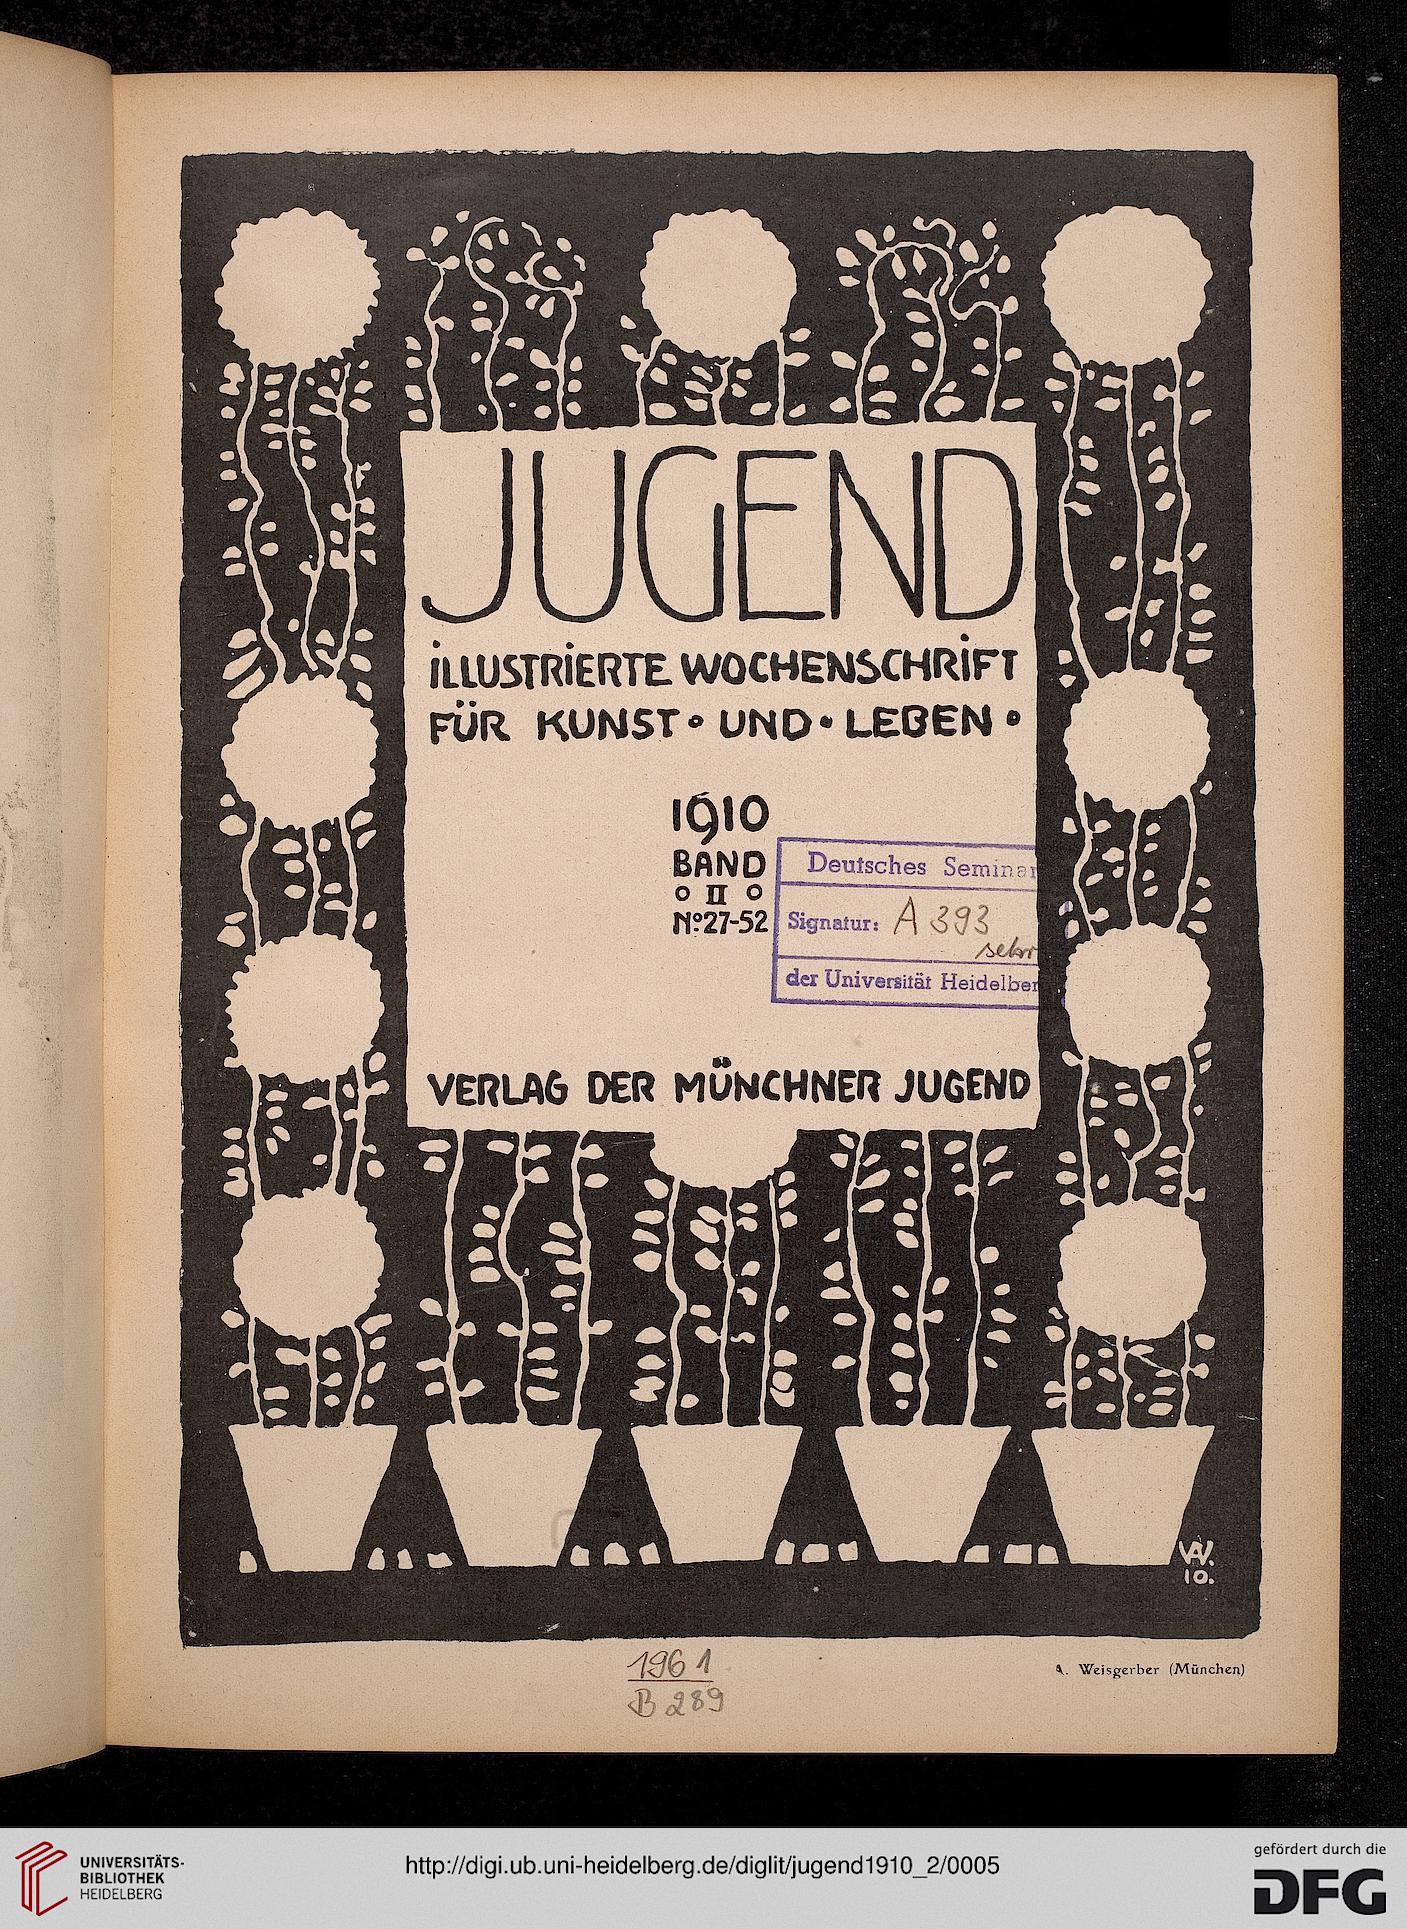 JUGEND
iLLUSTRiERTE WOCHENSCHRiFT
FÜR KUNST • UND • LEBEN •
1910
BAND
o II o
No: 27-52
Deutsches Seminar
Signatur: A 393
der Universität Heidelber
VERLAG DER MÜNCHNER JUGEND
AW.
10.
A. Weisgerber (München)
1961
B 289
UNIVERSITÄTS-
BIBLIOTHEK
HEIDELBERG
http://digi.ub.uni-heidelberg.de/diglit/jugend1910_2/0005
gefördert durch die
DFG